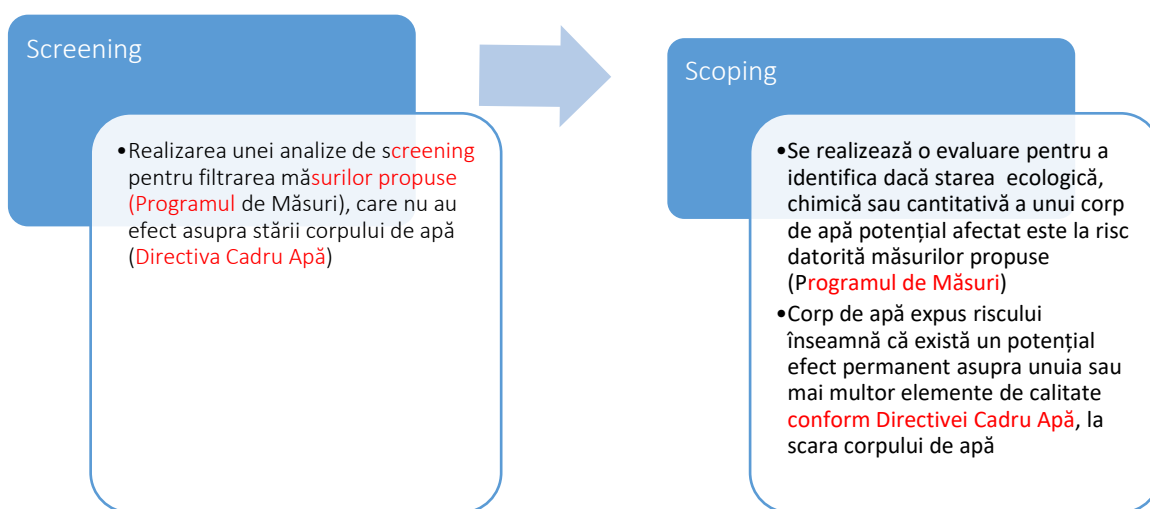 Screening
•Realizarea unei analize de screening
pentru filtrarea măsurilor propuse
(Programul de Măsuri), care nu au
efect asupra stării corpului de apă
(Directiva Cadru Apă)
Scoping
•Se realizează o evaluare pentru a
identifica dacă starea ecologică,
chimică sau cantitativă a unui corp
de apă potențial afectat este la risc
datorită măsurilor propuse
(Programul de Măsuri)
•Corp de apă expus riscului
înseamnă că există un potențial
efect permanent asupra unuia sau
mai multor elemente de calitate
conform Directivei Cadru Apă, la
scara corpului de apă